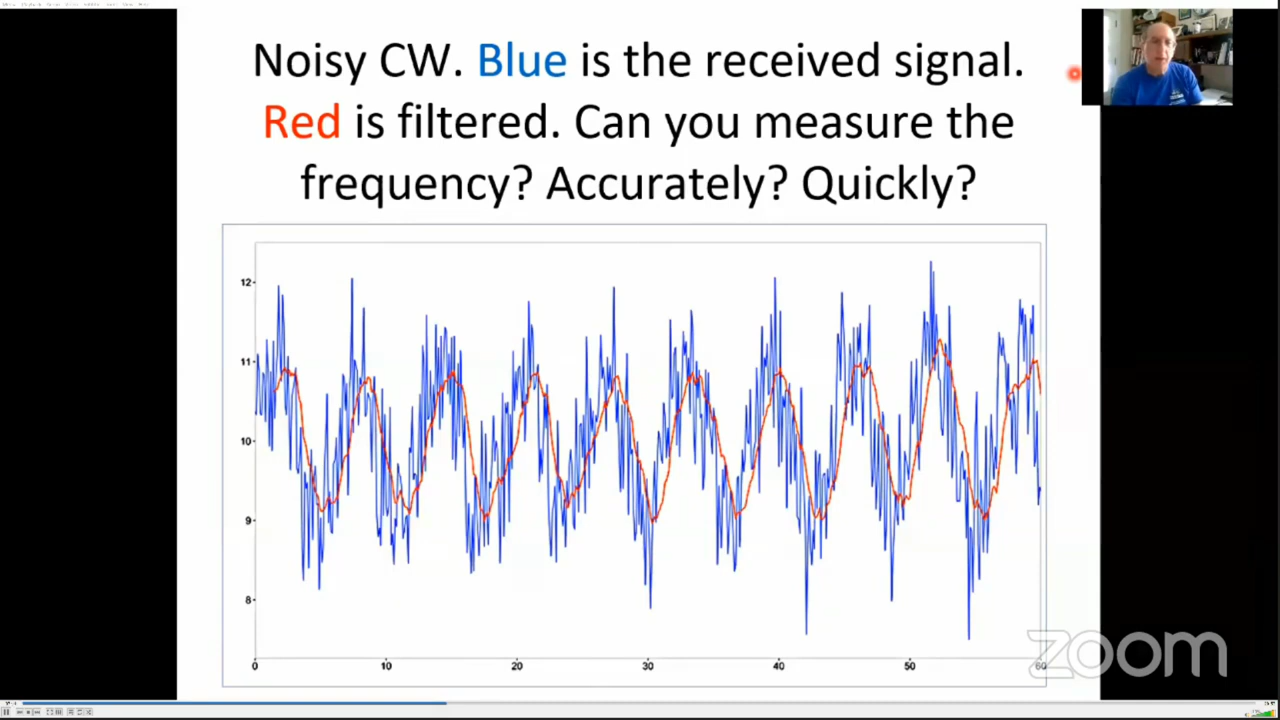 Noisy CW. Blue is the received signal.
Red is filtered. Can you measure the
frequency? Accurately? Quickly?
12
11
10
9
8
0 10 20 30 40 50 60
zoom